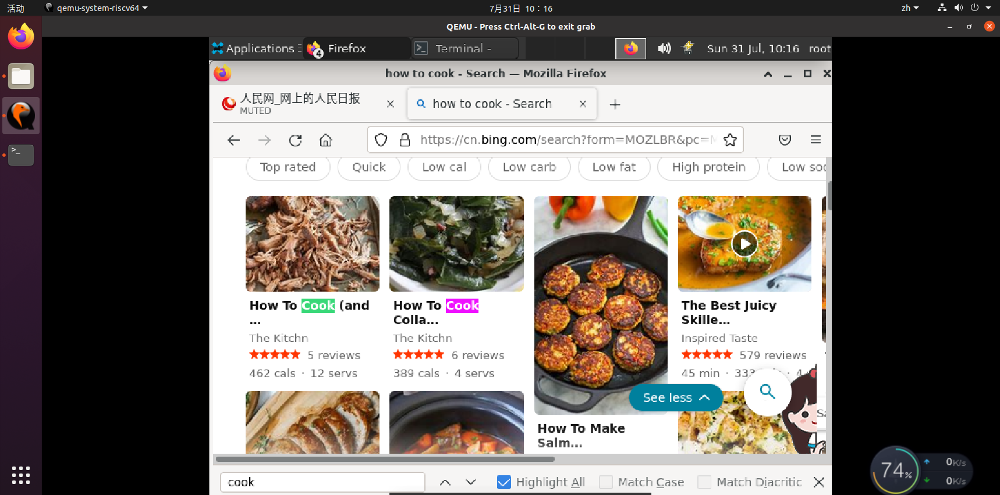 活动
qemu-system-riscv64
7月31日 10：16
zh
QEMU - Press Ctrl-Alt-G to exit grab
Applications
4
Firefox
Terminal -
Sun 31 Jul, 10:16
root
how to cook - Search — Mozilla Firefox
人民网_网上的人民日报
MUTED
how to cook - Search
https://cn.bing.com/search?form=MOZLBR&pc=M
Top rated
Quick
Low cal
Low carb
Low fat
High protein
Low soc
How To Cook (and
...
The Kitchn
5 reviews
462 cals · 12 servs
How To Cook
Colla...
The Kitchn
6 reviews
389 cals · 4 servs
How To Make
Salm...
The Best Juicy
Skille...
Inspired Taste
579 reviews
45 min · 333
See less
cook
Highlight All
Match Case
Match Diacritic
74%
0K/s
0K/s